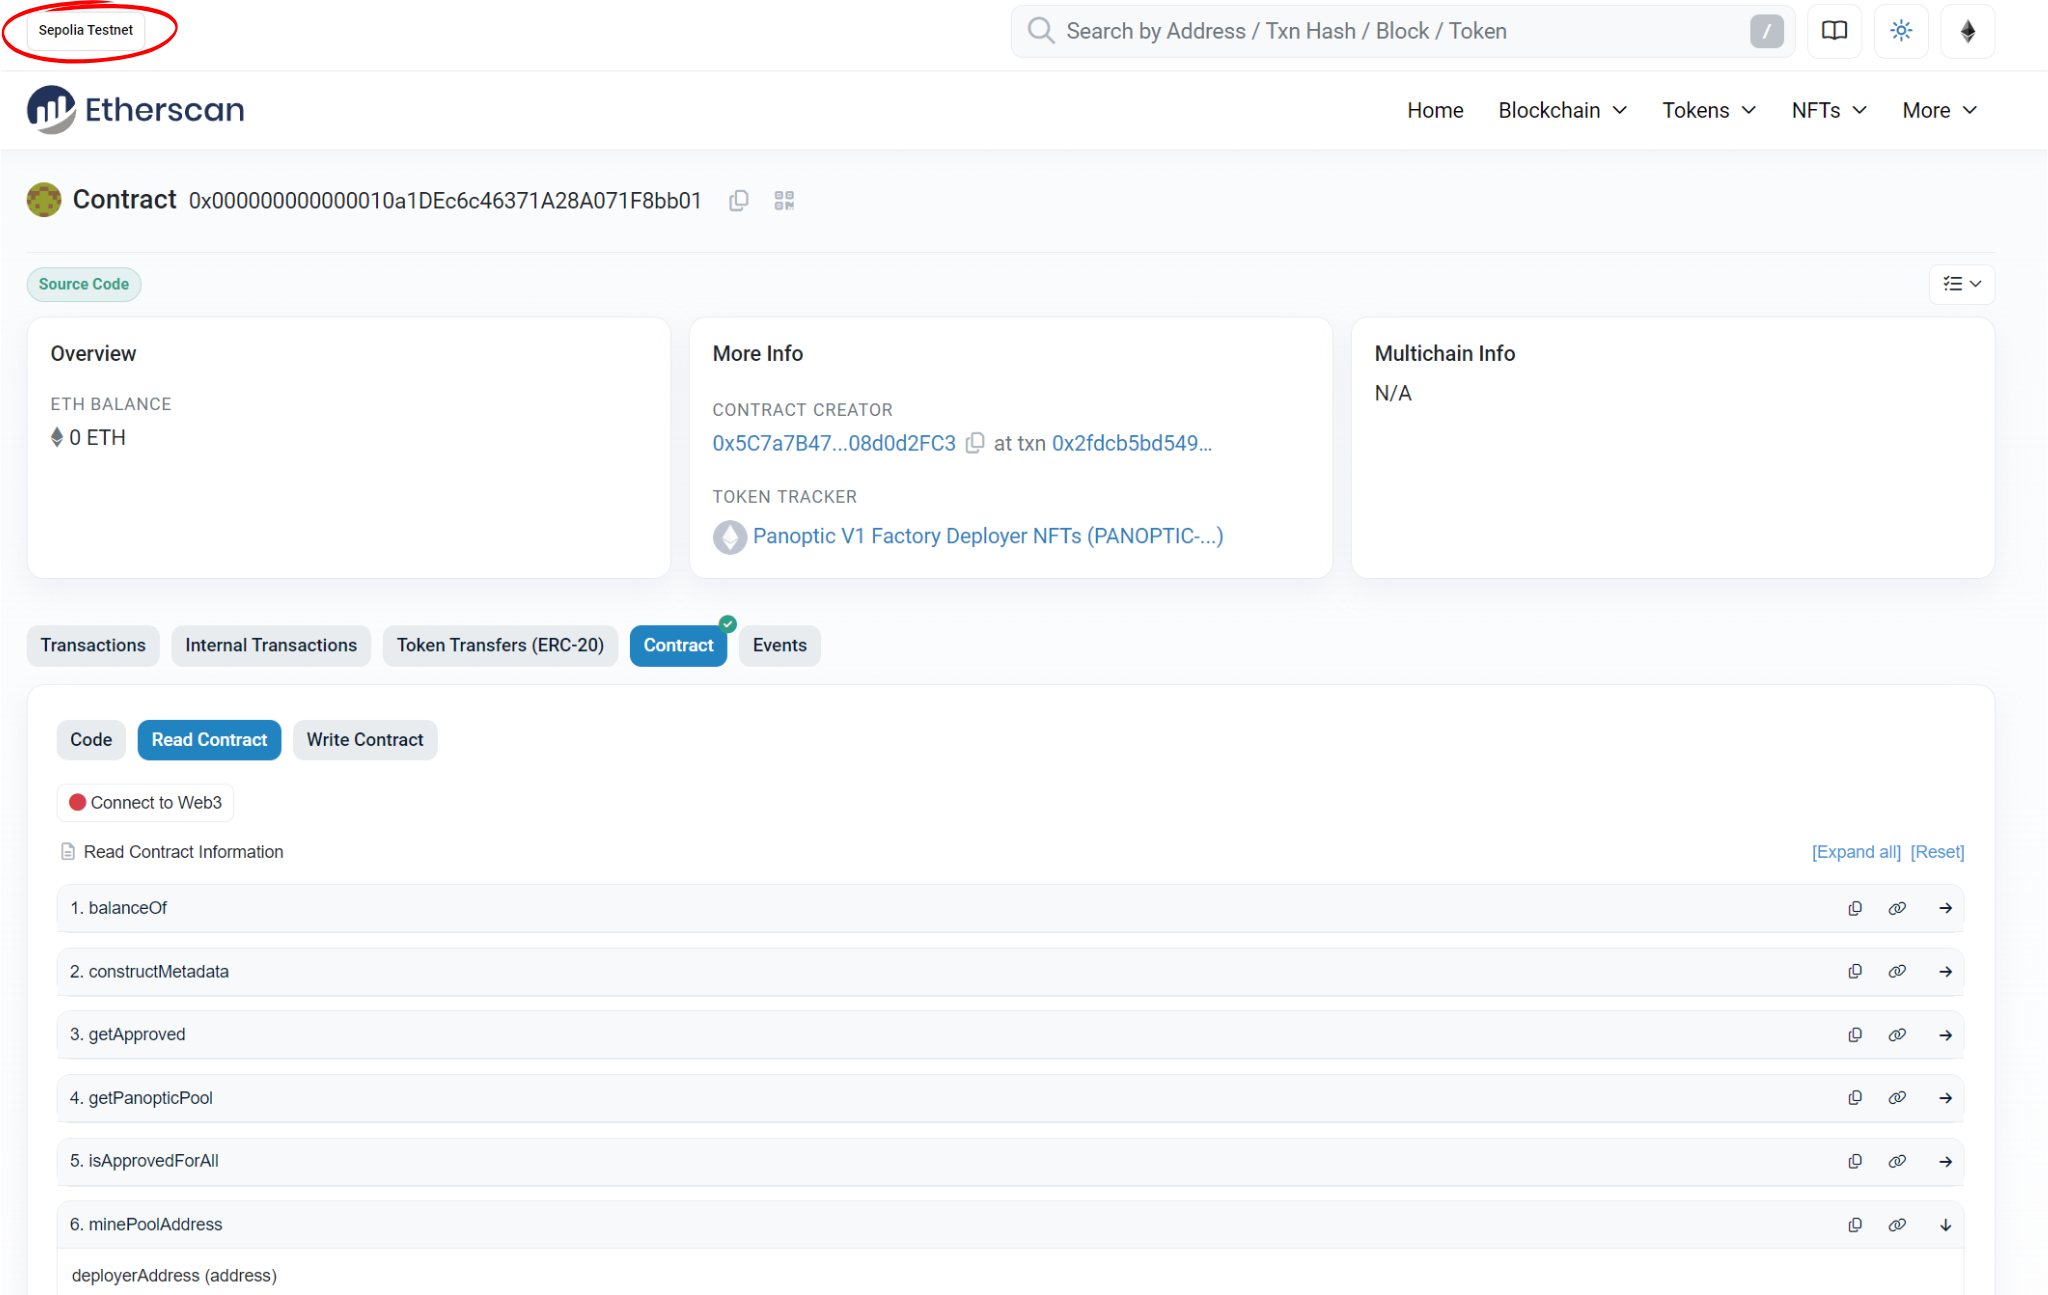 Sepolia Testnet
Search by Address / Txn Hash / Block / Token /
Etherscan
Home Blockchain Tokens NFTs More
Contract 0x000000000000010a1DEc6c46371A28A071F8bb01
Source Code
Overview
ETH BALANCE
0 ETH
More Info
CONTRACT CREATOR
0x5C7a7B47...08d0d2FC3 at txn 0x2fdcb5bd549...
TOKEN TRACKER
Panoptic V1 Factory Deployer NFTs (PANOPTIC-...)
Multichain Info
N/A
Transactions Internal Transactions Token Transfers (ERC-20) Contract Events
Code Read Contract Write Contract
Connect to Web3
Read Contract Information [Expand all] [Reset]
1. balanceOf
2. constructMetadata
3. getApproved
4. getPanopticPool
5. isApprovedForAll
6. minePoolAddress
deployerAddress (address)